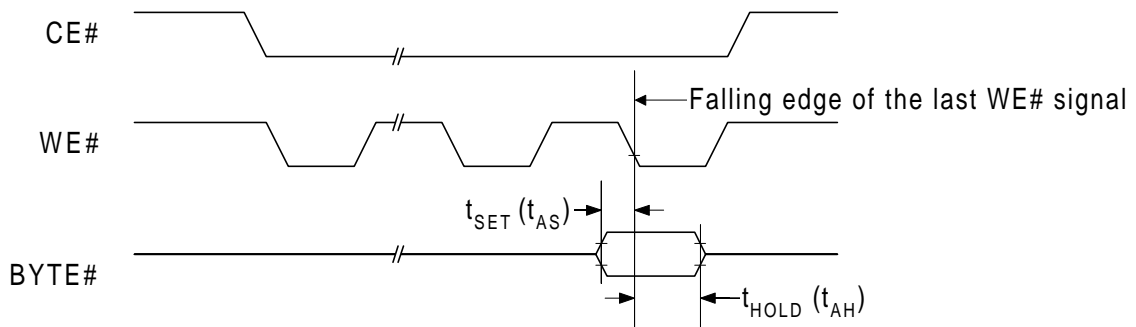 CE#
Falling edge of the last WE# signal
WE#
tSET (tAS)
BYTE#
tHOLD (tAH)